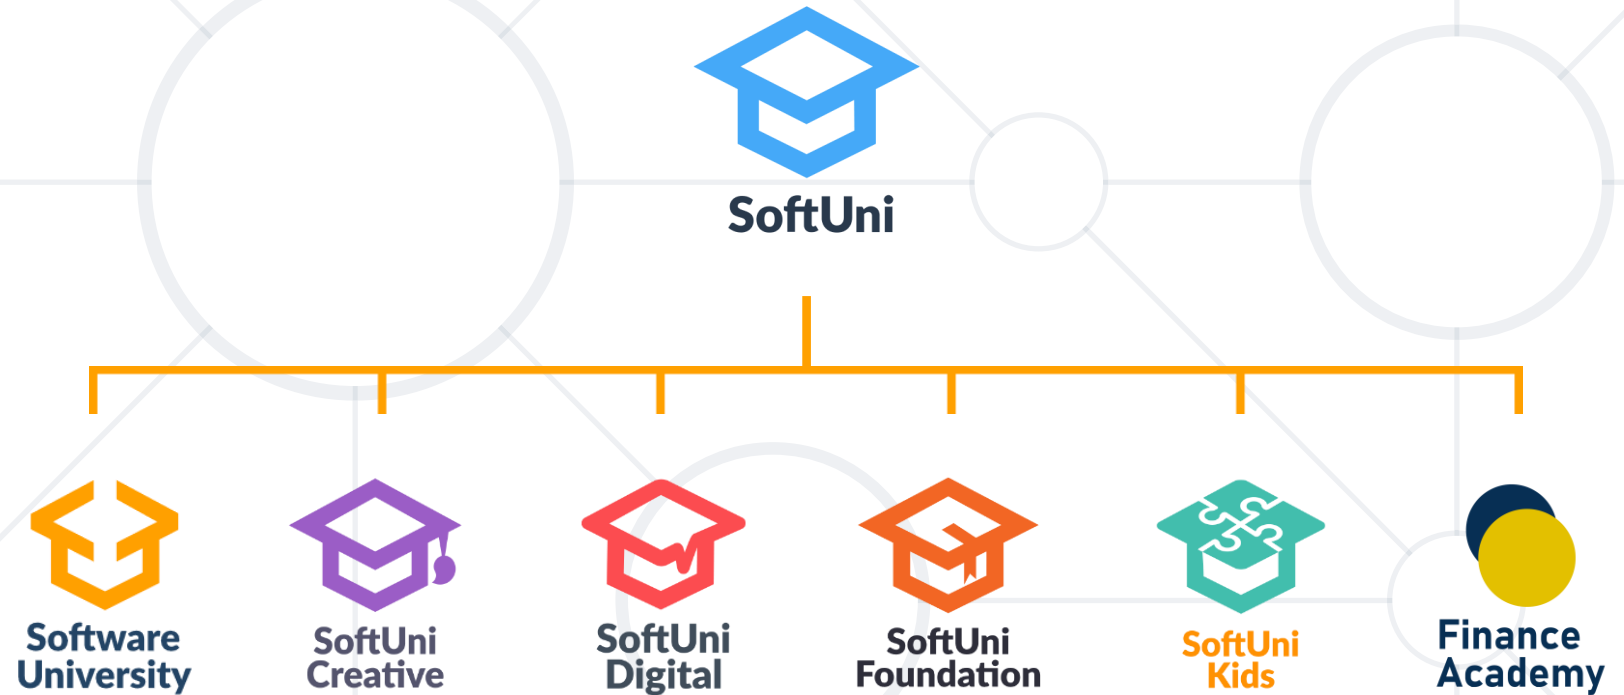 SoftUni
Software
University
SoftUni
Creative
SoftUni
Digital
SoftUni
Foundation
SoftUni
Kids
Finance
Academy